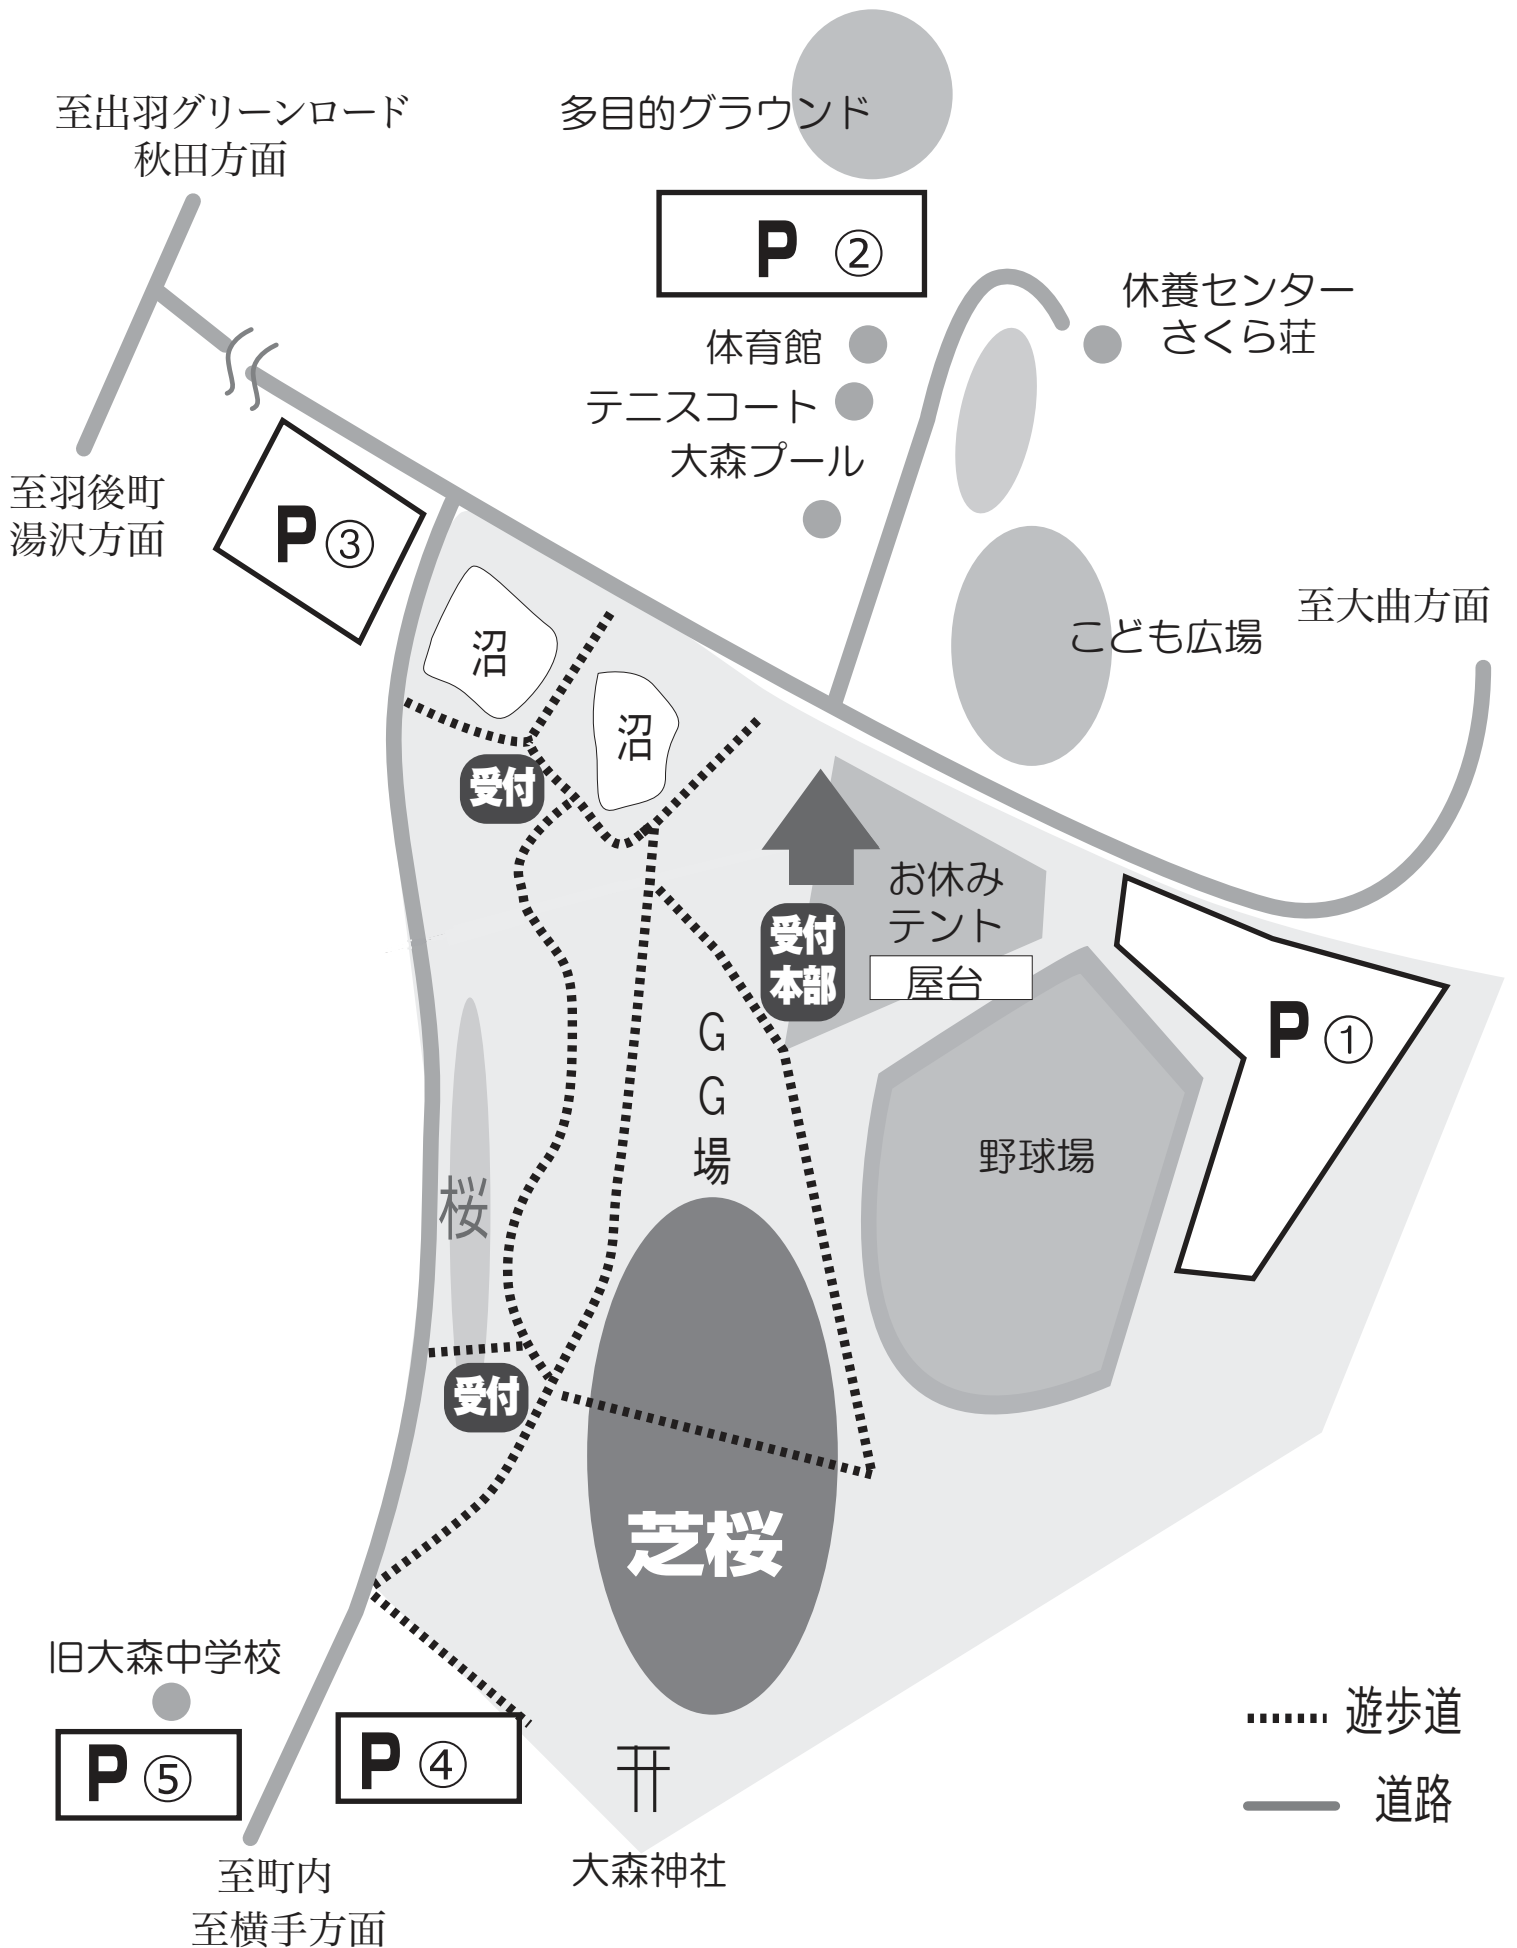 至出羽グリーンロード
秋田方面
多目的グラウンド
P ②
休養センター
さくら荘
体育館
テニスコート
大森プール
至羽後町
湯沢方面
P ③
至大曲方面
こども広場
沼
沼
受付
お休み
テント
受付
本部
屋台
P ①
GG場
野球場
桜
受付
芝桜
旧大森中学校
P ⑤
P ④
遊歩道
道路
大森神社
至町内
至横手方面